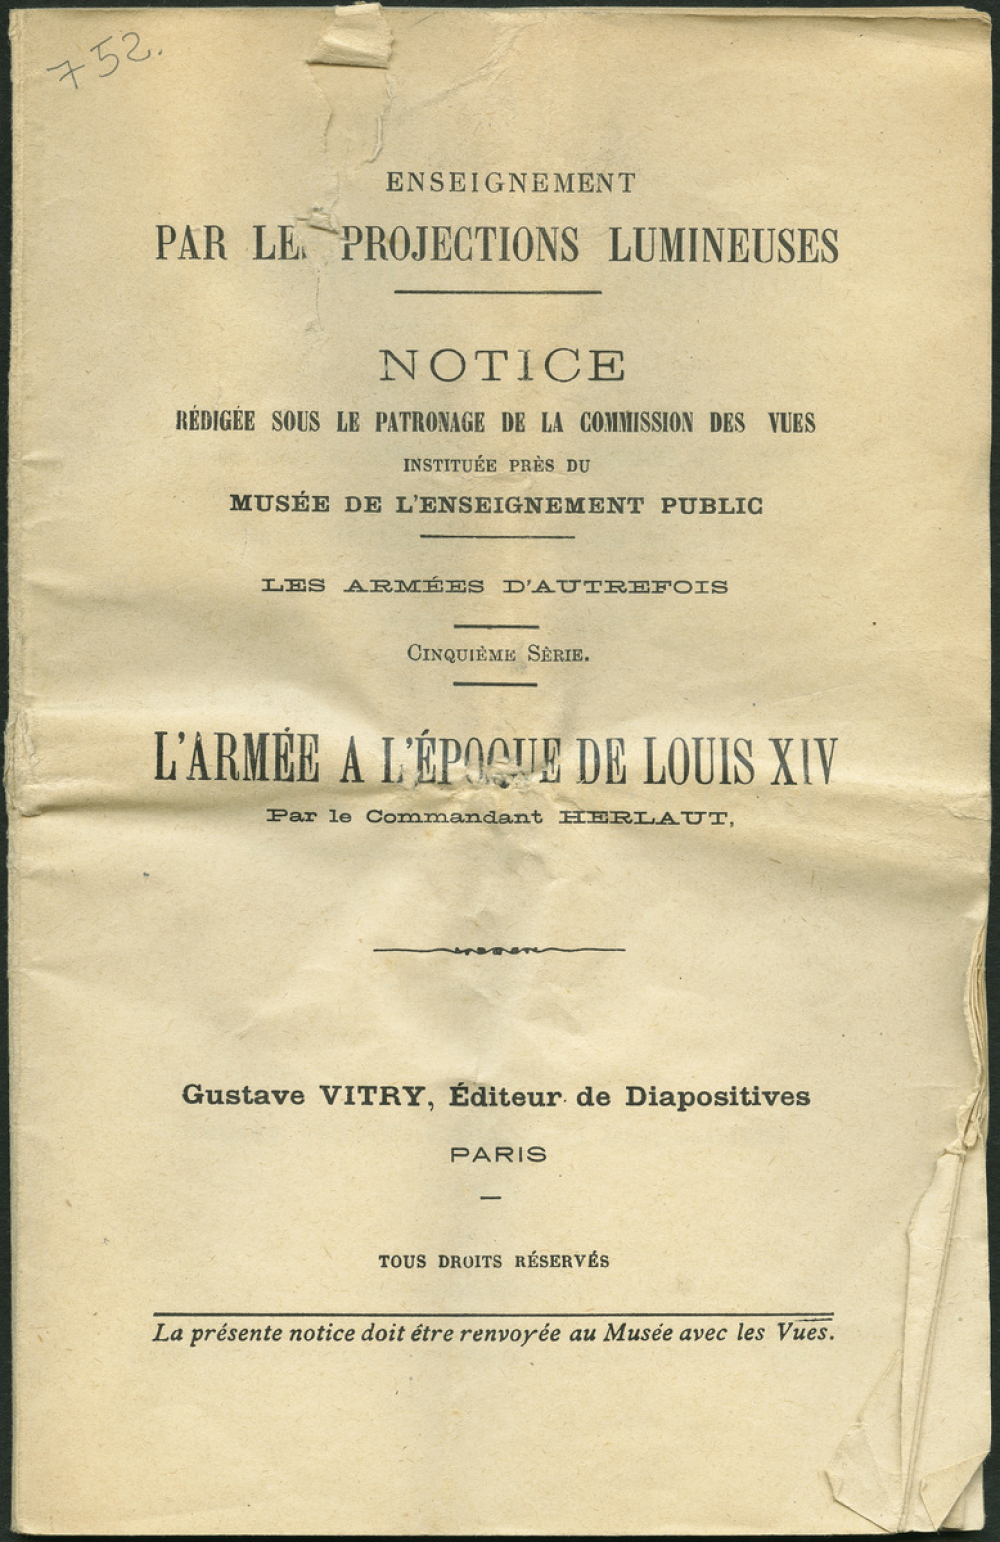 752.
ENSEIGNEMENT
PAR LE PROJECTIONS LUMINEUSES
NOTICE
RÉDIGÉE SOUS LE PATRONAGE DE LA COMMISSION DES VUES
INSTITUÉE PRÈS DU
MUSÉE DE L'ENSEIGNEMENT PUBLIC
LES ARMÉES D'AUTREFOIS
CINQUIÈME SÉRIE.
L'ARMÉE A L'ÉPOQUE DE LOUIS XIV
Par le Commandant HERLAUT,
Gustave VITRY, Éditeur de Diapositives
PARIS
TOUS DROITS RÉSERVÉS
La présente notice doit être renvoyée au Musée avec les Vues.